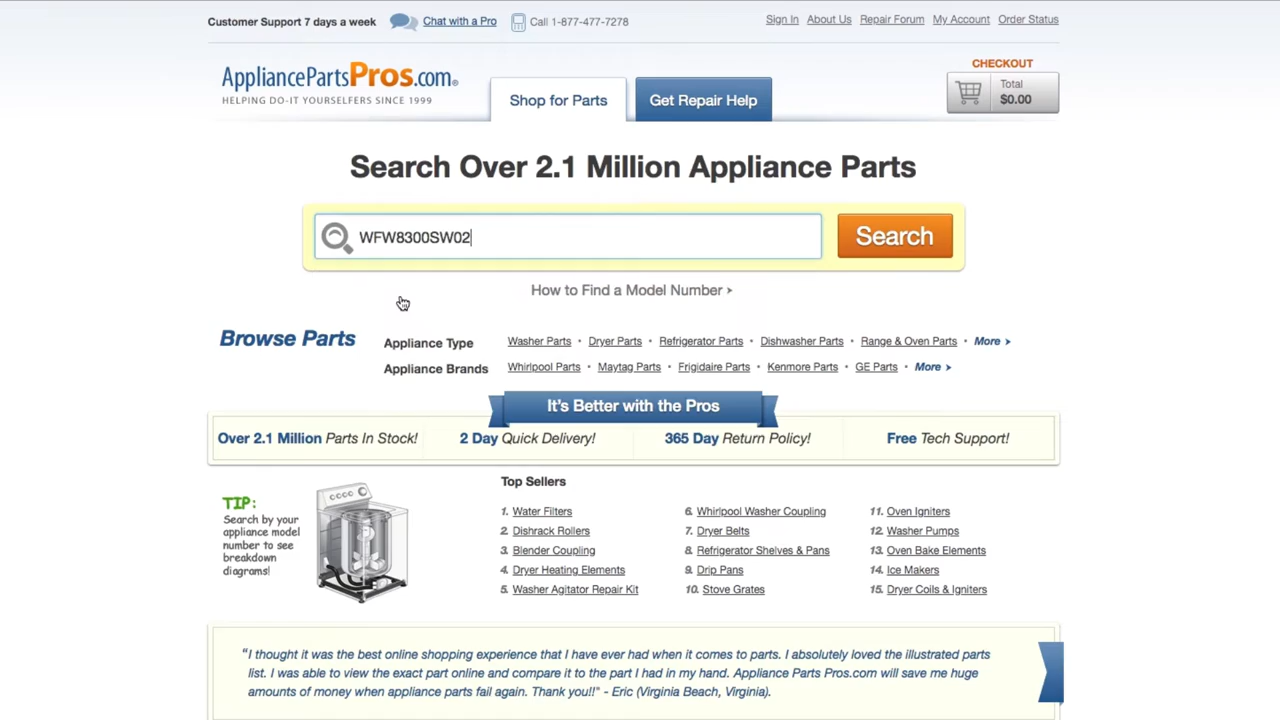 Customer Support 7 days a week Chat with a Pro Call 1-877-477-7278 Sign In About Us Repair Forum My Account Order Status
CHECKOUT
AppliancePartsPros.com®
HELPING DO-IT YOURSELFERS SINCE 1999
Shop for Parts Get Repair Help
Total
$0.00
Search Over 2.1 Million Appliance Parts
WFW8300SW02 Search
How to Find a Model Number ›
Browse Parts
Appliance Type Washer Parts • Dryer Parts • Refrigerator Parts • Dishwasher Parts • Range & Oven Parts • More ›
Appliance Brands Whirlpool Parts • Maytag Parts • Frigidaire Parts • Kenmore Parts • GE Parts • More ›
It's Better with the Pros
Over 2.1 Million Parts In Stock! 2 Day Quick Delivery! 365 Day Return Policy! Free Tech Support!
TIP:
Search by your
appliance model
number to see
breakdown
diagrams!
Top Sellers
1. Water Filters
2. Dishrack Rollers
3. Blender Coupling
4. Dryer Heating Elements
5. Washer Agitator Repair Kit
6. Whirlpool Washer Coupling
7. Dryer Belts
8. Refrigerator Shelves & Pans
9. Drip Pans
10. Stove Grates
11. Oven Igniters
12. Washer Pumps
13. Oven Bake Elements
14. Ice Makers
15. Dryer Coils & Igniters
“I thought it was the best online shopping experience that I have ever had when it comes to parts. I absolutely loved the illustrated parts
list. I was able to view the exact part online and compare it to the part I had in my hand. Appliance Parts Pros.com will save me huge
amounts of money when appliance parts fail again. Thank you!!" - Eric (Virginia Beach, Virginia).